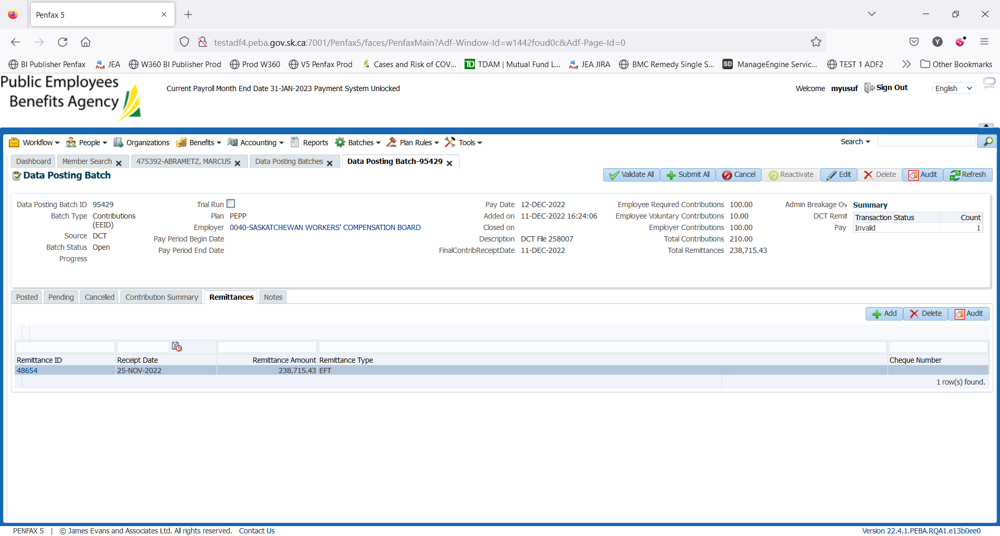 Penfax 5
testadf4.peba.gov.sk.ca:7001/Penfax5/faces/PenfaxMain?Adf-Window-Id=w1442foud0c&Adf-Page-Id=0
BI Publisher Penfax JEA W360 BI Publisher Prod Prod W360 V5 Penfax Prod Cases and Risk of COV... TD TDAM | Mutual Fund L... JEA JIRA BMC Remedy Single S... SD ManageEngine Servic... TEST 1 ADF2 Other Bookmarks
Public Employees
Benefits Agency
Current Payroll Month End Date 31-JAN-2023 Payment System Unlocked
Welcome myusuf Sign Out English
Workflow People Organizations Benefits Accounting Reports Batches Plan Rules Tools Search
Dashboard Member Search 475392-ABRAMETZ, MARCUS Data Posting Batches Data Posting Batch-95429
Data Posting Batch
Validate All Submit All Cancel Reactivate Edit Delete Audit Refresh
Data Posting Batch ID 95429
Batch Type Contributions
(EEID)
Source DCT
Batch Status Open
Progress
Trial Run
Plan PEPP
Employer 0040-SASKATCHEWAN WORKERS' COMPENSATION BOARD
Pay Period Begin Date
Pay Period End Date
Pay Date 12-DEC-2022
Added on 11-DEC-2022 16:24:06
Closed on
Description DCT File 258007
FinalContribReceiptDate 11-DEC-2022
Employee Required Contributions 100.00
Employee Voluntary Contributions 10.00
Employer Contributions 100.00
Total Contributions 210.00
Total Remittances 238,715.43
Admin Breakage Ov
DCT Remit
Pay
Summary
Transaction Status Count
Invalid 1
Posted Pending Cancelled Contribution Summary Remittances Notes
Add Delete Audit
Remittance ID Receipt Date Remittance Amount Remittance Type Cheque Number
48654 25-NOV-2022 238,715.43 EFT
1 row(s) found.
PENFAX 5 | © James Evans and Associates Ltd. All rights reserved. Contact Us
Version 22.4.1.PEBA.RQA1.e13b0ee0